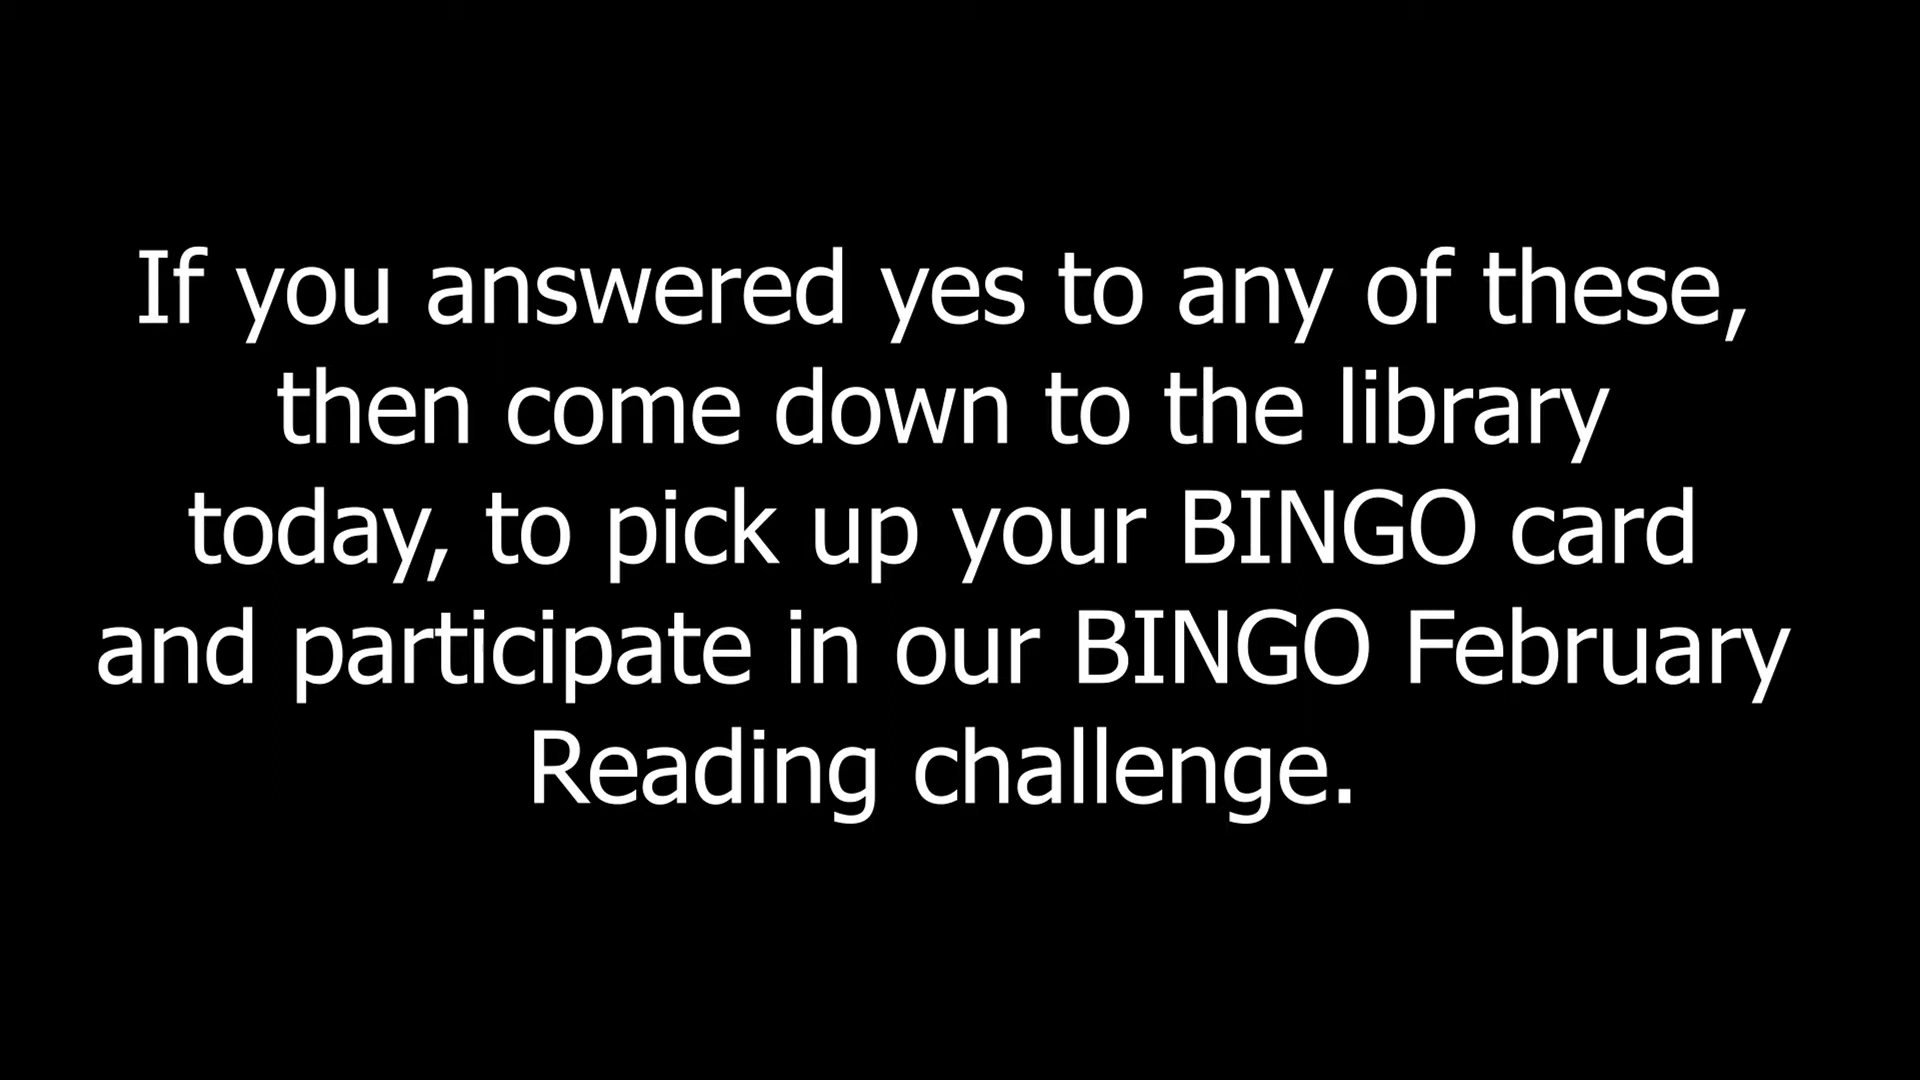 If you answered yes to any of these,
then come down to the library
today, to pick up your BINGO card
and participate in our BINGO February
Reading challenge.